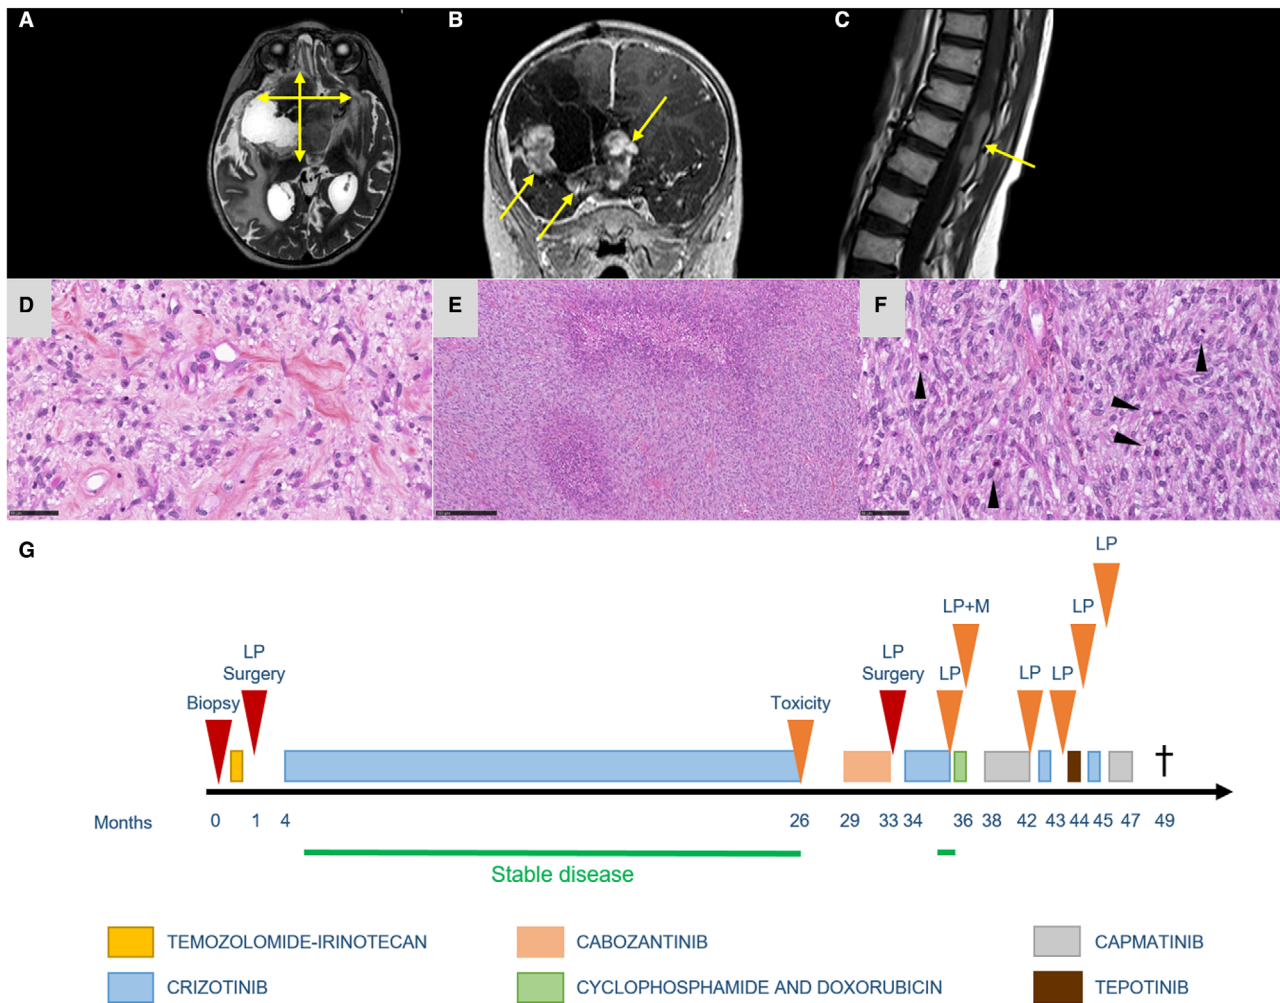 A
B
C
D
E
F
G
LP
LP+M
LP
LP
Surgery
LP
Surgery
LP
LP
LP
Biopsy
Toxicity
Months
0
1
4
26
29
33
34
36
38
42
43
44
45
47
49
Stable disease
TEMOZOLOMIDE-IRINOTECAN
CABOZANTINIB
CAPMATINIB
CRIZOTINIB
CYCLOPHOSPHAMIDE AND DOXORUBICIN
TEPOTINIB